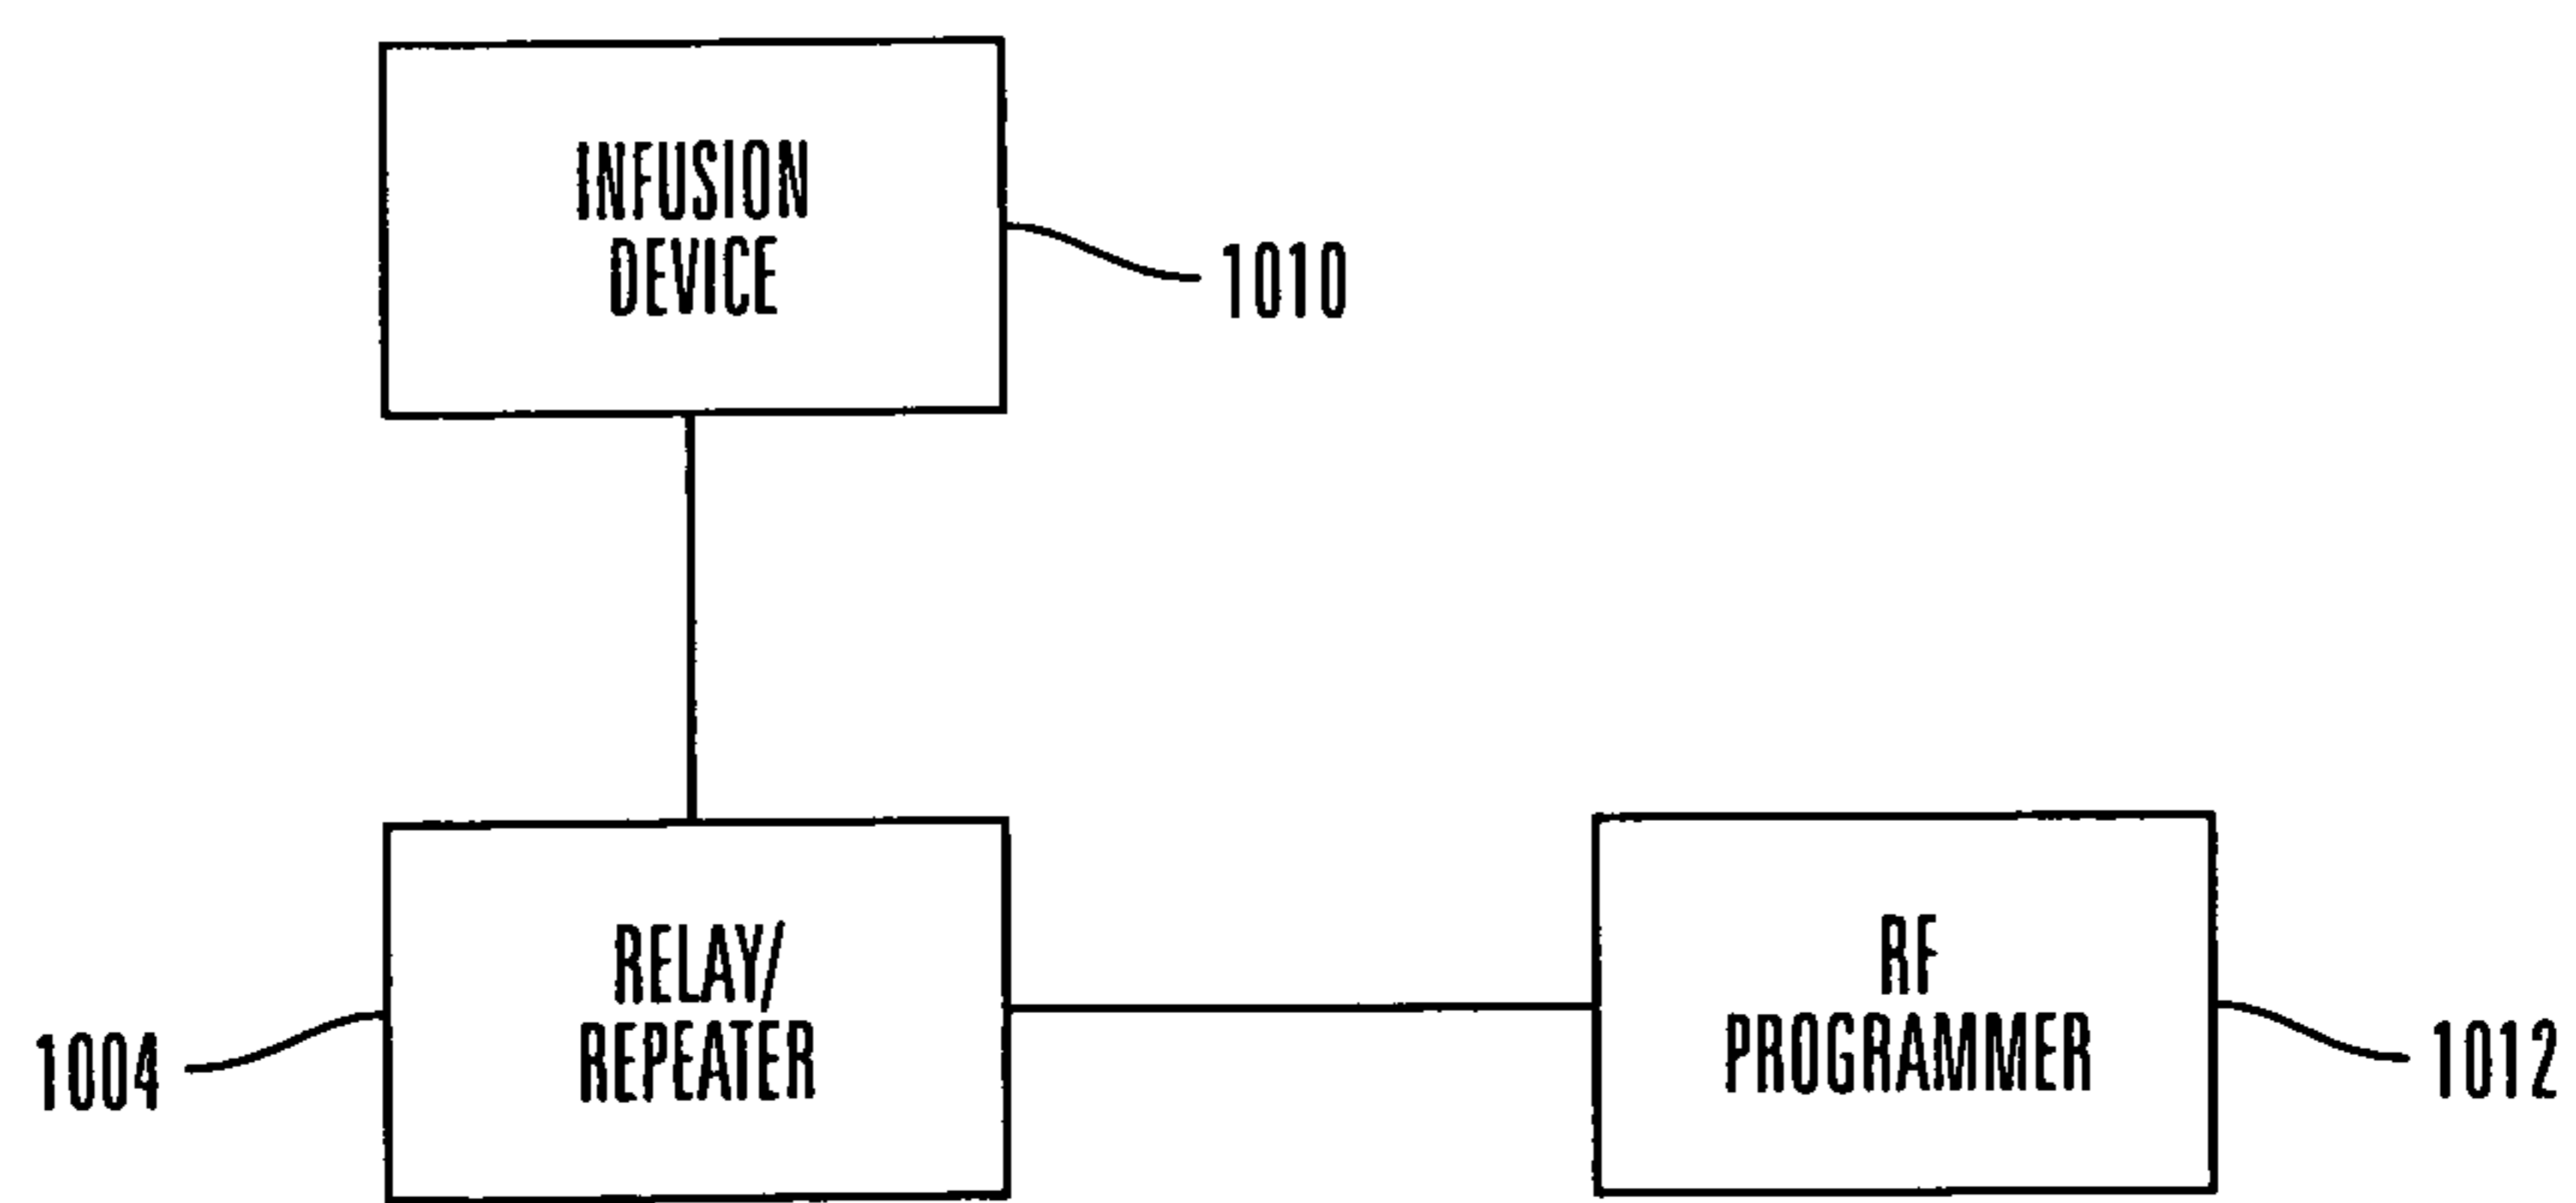 INFUSION
DEVICE
1010
RELAY/
REPEATER
1004
RF
PROGRAMMER
1012